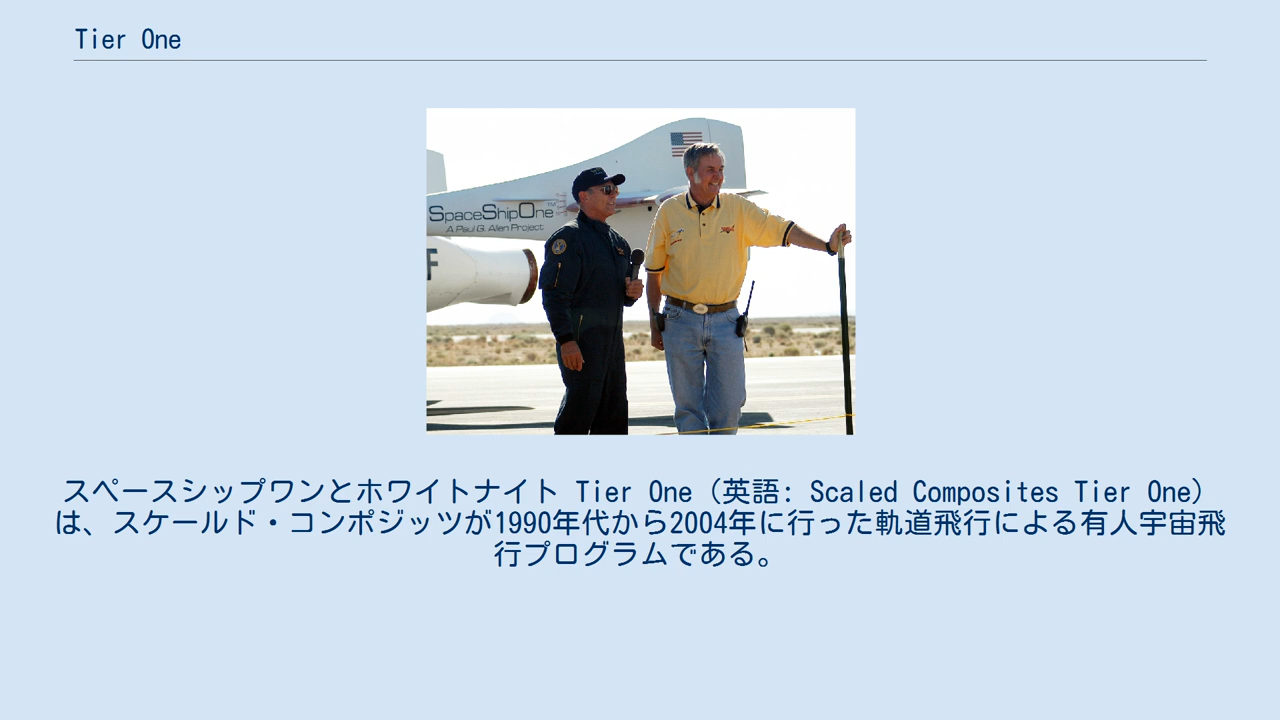 Tier One
SpaceShipOne™
A Paul G. Allen Project
F
スペースシップワンとホワイトナイト Tier One（英語: Scaled Composites Tier One）
は、スケールド・コンポジッツが1990年代から2004年に行った軌道飛行による有人宇宙飛
行プログラムである。